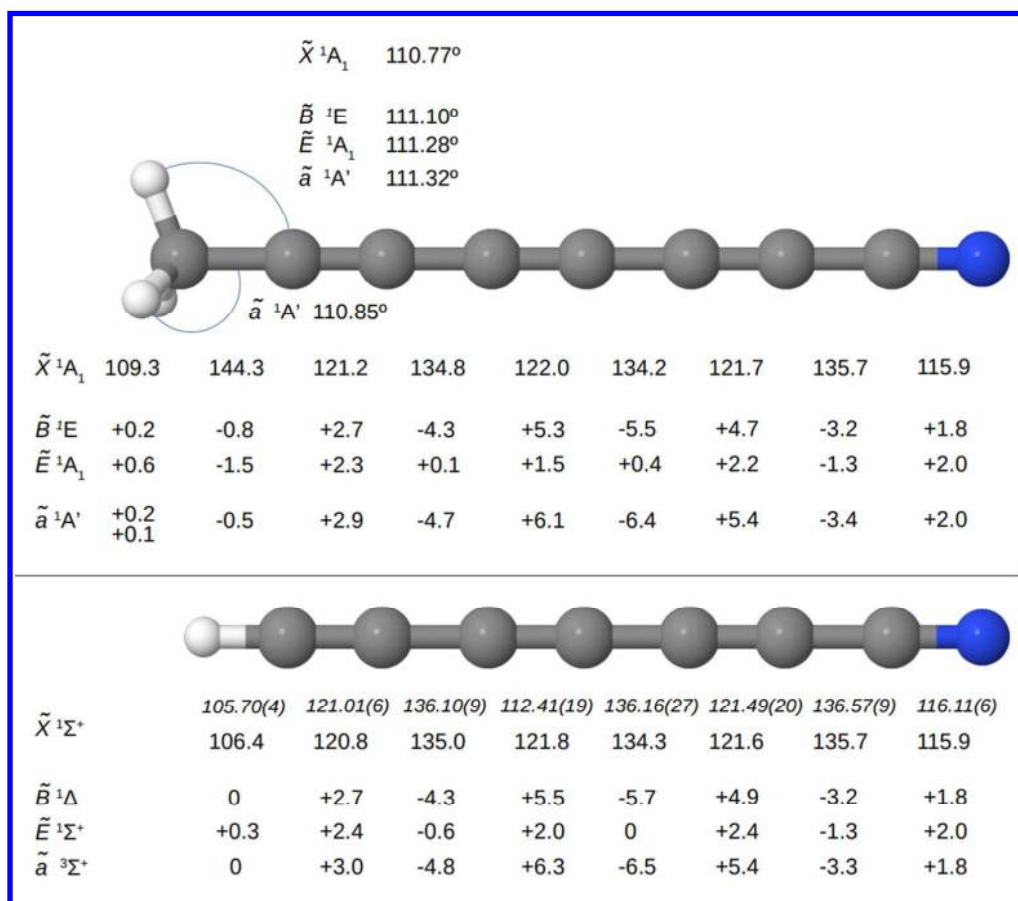 X̃ ¹A₁ 110.77º
B̃ ¹E 111.10º
Ẽ ¹A₁ 111.28º
ã ¹A' 111.32º
ã ¹A' 110.85º
X̃ ¹A₁ 109.3 144.3 121.2 134.8 122.0 134.2 121.7 135.7 115.9
B̃ ¹E +0.2 -0.8 +2.7 -4.3 +5.3 -5.5 +4.7 -3.2 +1.8
Ẽ ¹A₁ +0.6 -1.5 +2.3 +0.1 +1.5 +0.4 +2.2 -1.3 +2.0
ã ¹A' +0.2 -0.5 +2.9 -4.7 +6.1 -6.4 +5.4 -3.4 +2.0
+0.1
105.70(4) 121.01(6) 136.10(9) 112.41(19) 136.16(27) 121.49(20) 136.57(9) 116.11(6)
X̃ ¹Σ⁺
106.4 120.8 135.0 121.8 134.3 121.6 135.7 115.9
B̃ ¹Δ 0 +2.7 -4.3 +5.5 -5.7 +4.9 -3.2 +1.8
Ẽ ¹Σ⁺ +0.3 +2.4 -0.6 +2.0 0 +2.4 -1.3 +2.0
ã ³Σ⁺ 0 +3.0 -4.8 +6.3 -6.5 +5.4 -3.3 +1.8